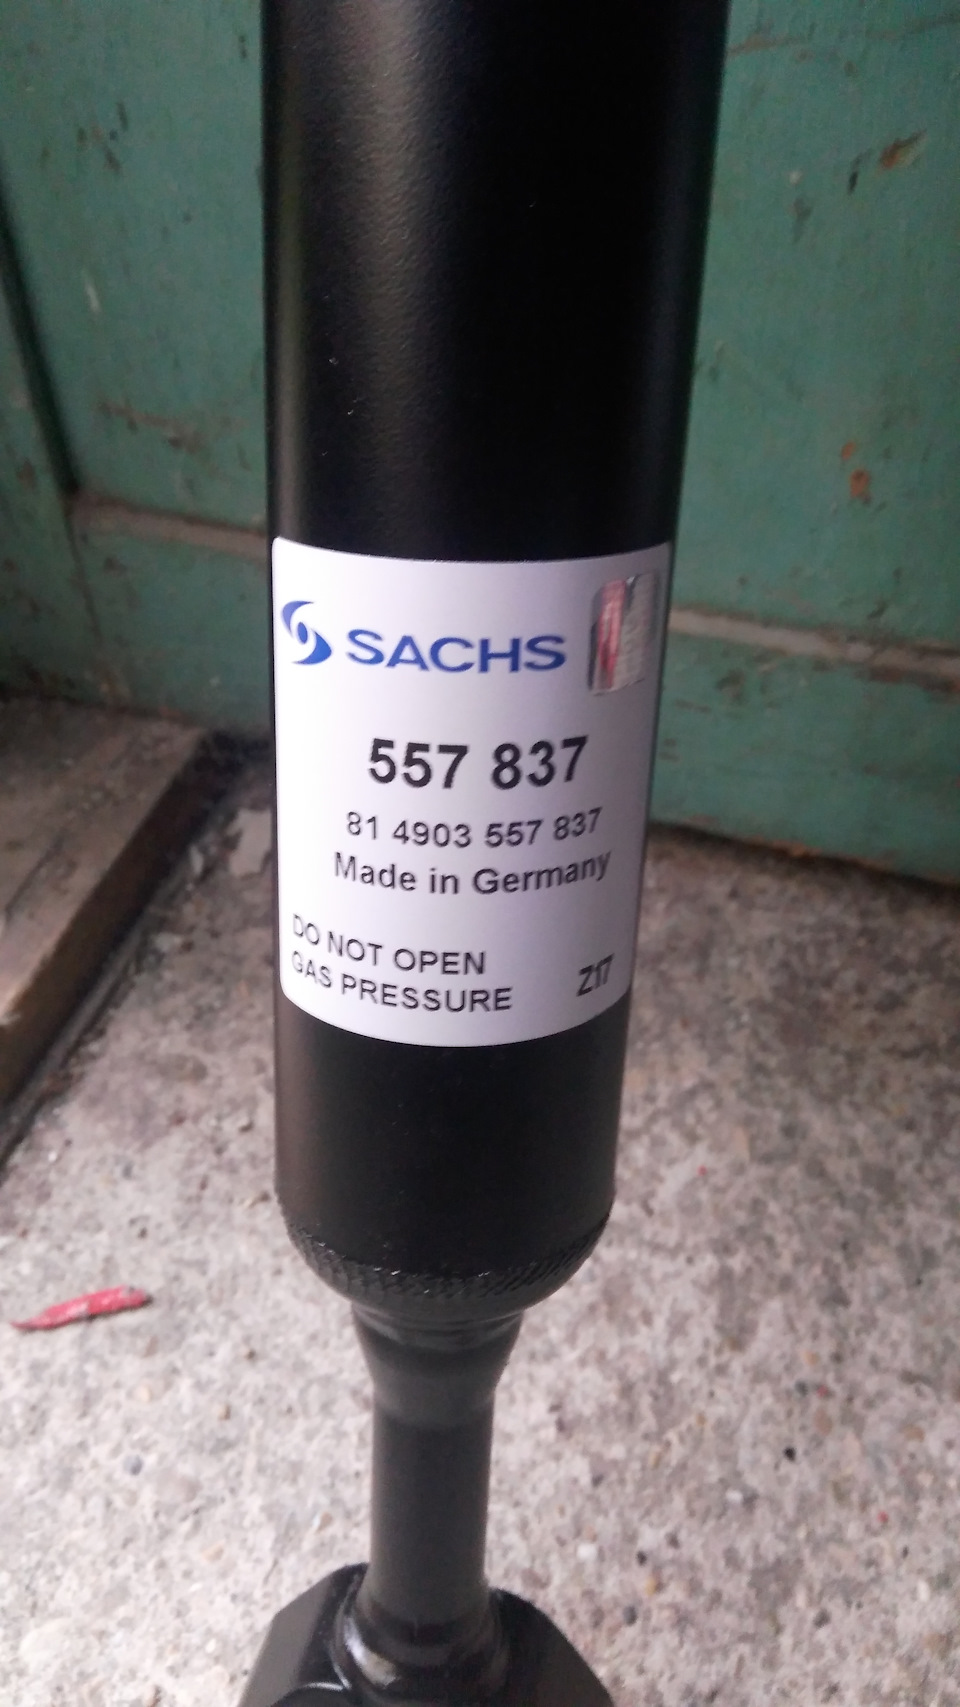 SACHS
557 837
81 4903 557 837
Made in Germany
DO NOT OPEN
GAS PRESSURE
Z17